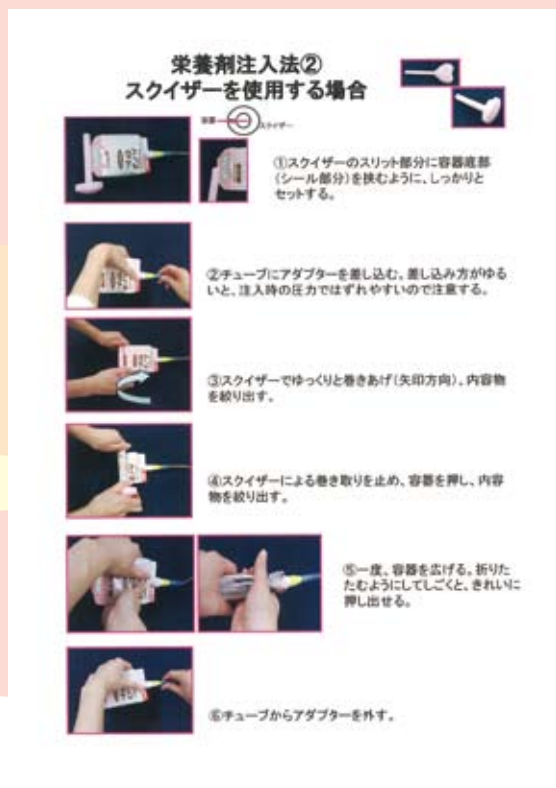 栄養剤注入法②
スクイザーを使用する場合
容器
スクイザー
①スクイザーのスリット部分に容器底部
(シール部分)を挟むように、しっかりと
セットする。
②チューブにアダプターを差し込む、差し込み方がゆる
いと、注入時の圧力ではずれやすいので注意する。
③スクイザーでゆっくりと巻きあげ(矢印方向)、内容物
を絞り出す。
④スクイザーによる巻き取りを止め、容器を押し、内容
物を絞り出す。
⑤一度、容器を広げる。折りた
たむようにしてしごくと、きれいに
押し出せる。
⑥チューブからアダプターを外す。